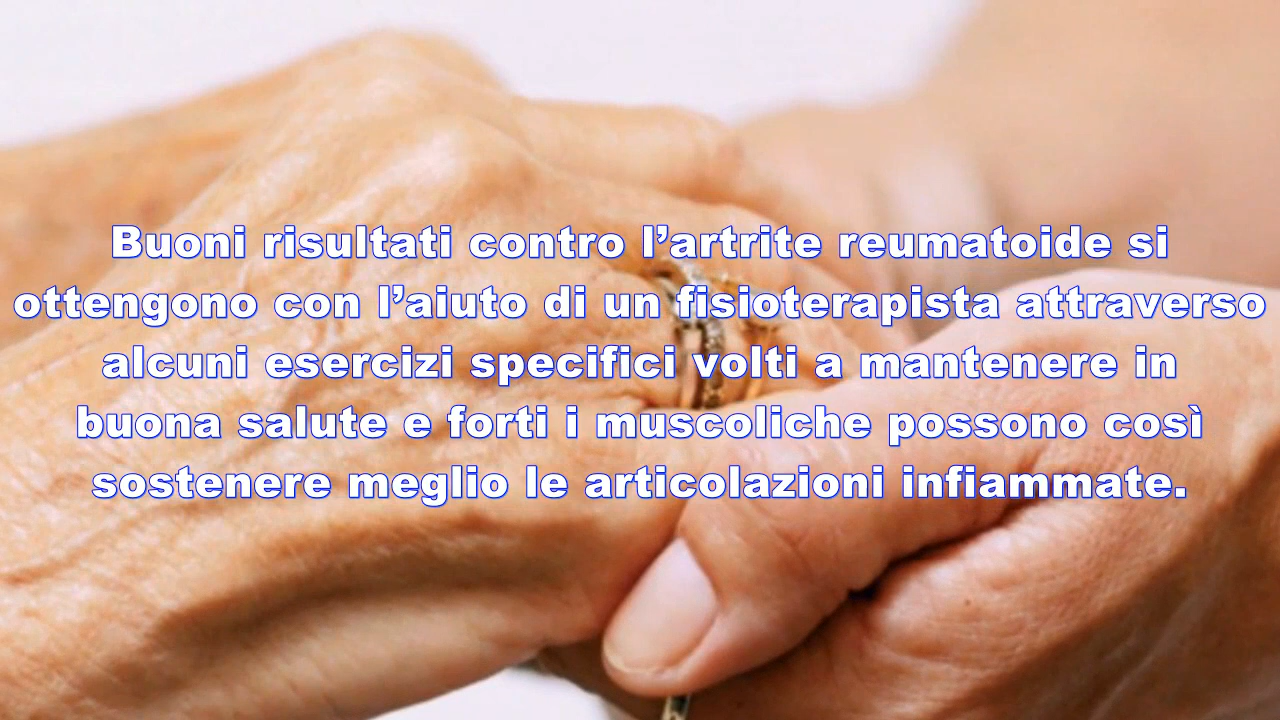 Buoni risultati contro l’artrite reumatoide si
ottengono con l’aiuto di un fisioterapista attraverso
alcuni esercizi specifici volti a mantenere in
buona salute e forti i muscoliche possono così
sostenere meglio le articolazioni infiammate.